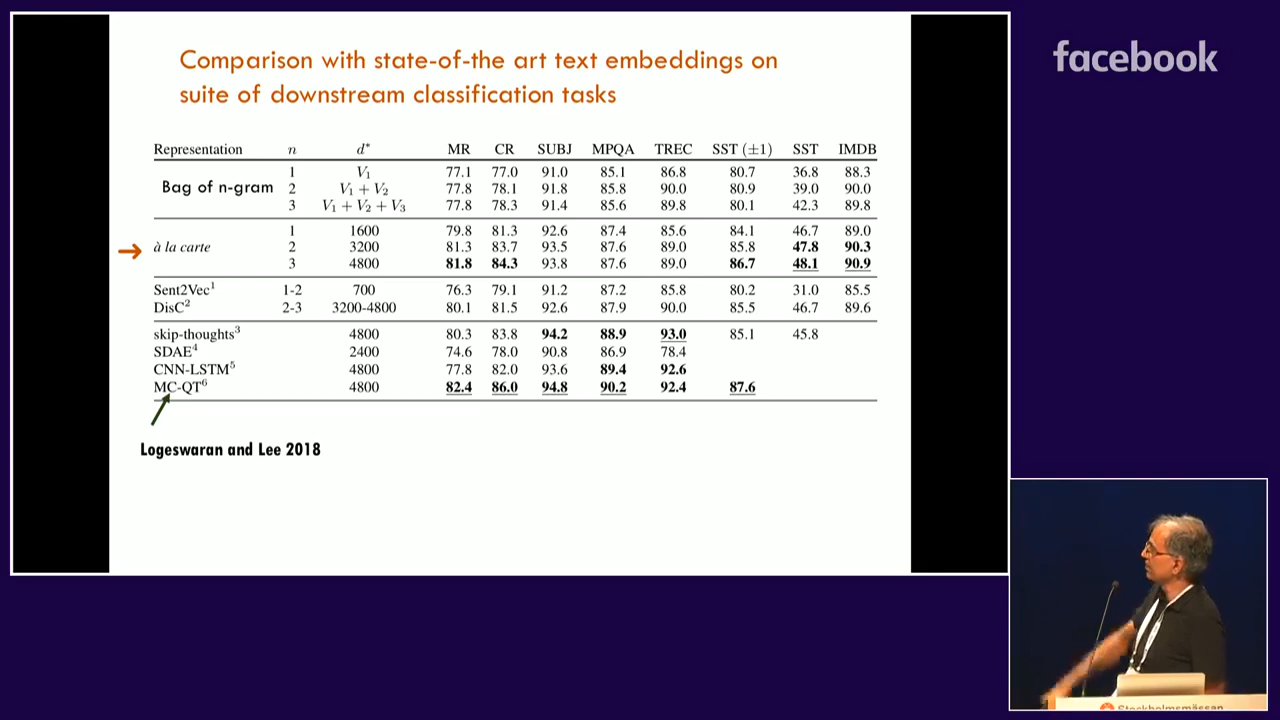 Comparison with state-of-the art text embeddings on
suite of downstream classification tasks
facebook
Representation n d* MR CR SUBJ MPQA TREC SST (±1) SST IMDB
1 V1 77.1 77.0 91.0 85.1 86.8 80.7 36.8 88.3
Bag of n-gram 2 V1 + V2 77.8 78.1 91.8 85.8 90.0 80.9 39.0 90.0
3 V1 + V2 + V3 77.8 78.3 91.4 85.6 89.8 80.1 42.3 89.8
1 1600 79.8 81.3 92.6 87.4 85.6 84.1 46.7 89.0
à la carte 2 3200 81.3 83.7 93.5 87.6 89.0 85.8 47.8 90.3
3 4800 81.8 84.3 93.8 87.6 89.0 86.7 48.1 90.9
Sent2Vec1 1-2 700 76.3 79.1 91.2 87.2 85.8 80.2 31.0 85.5
DisC2 2-3 3200-4800 80.1 81.5 92.6 87.9 90.0 85.5 46.7 89.6
skip-thoughts3 4800 80.3 83.8 94.2 88.9 93.0 85.1 45.8
SDAE4 2400 74.6 78.0 90.8 86.9 78.4
CNN-LSTM5 4800 77.8 82.0 93.6 89.4 92.6
MC-QT6 4800 82.4 86.0 94.8 90.2 92.4 87.6
Logeswaran and Lee 2018
Stockholmsmässan